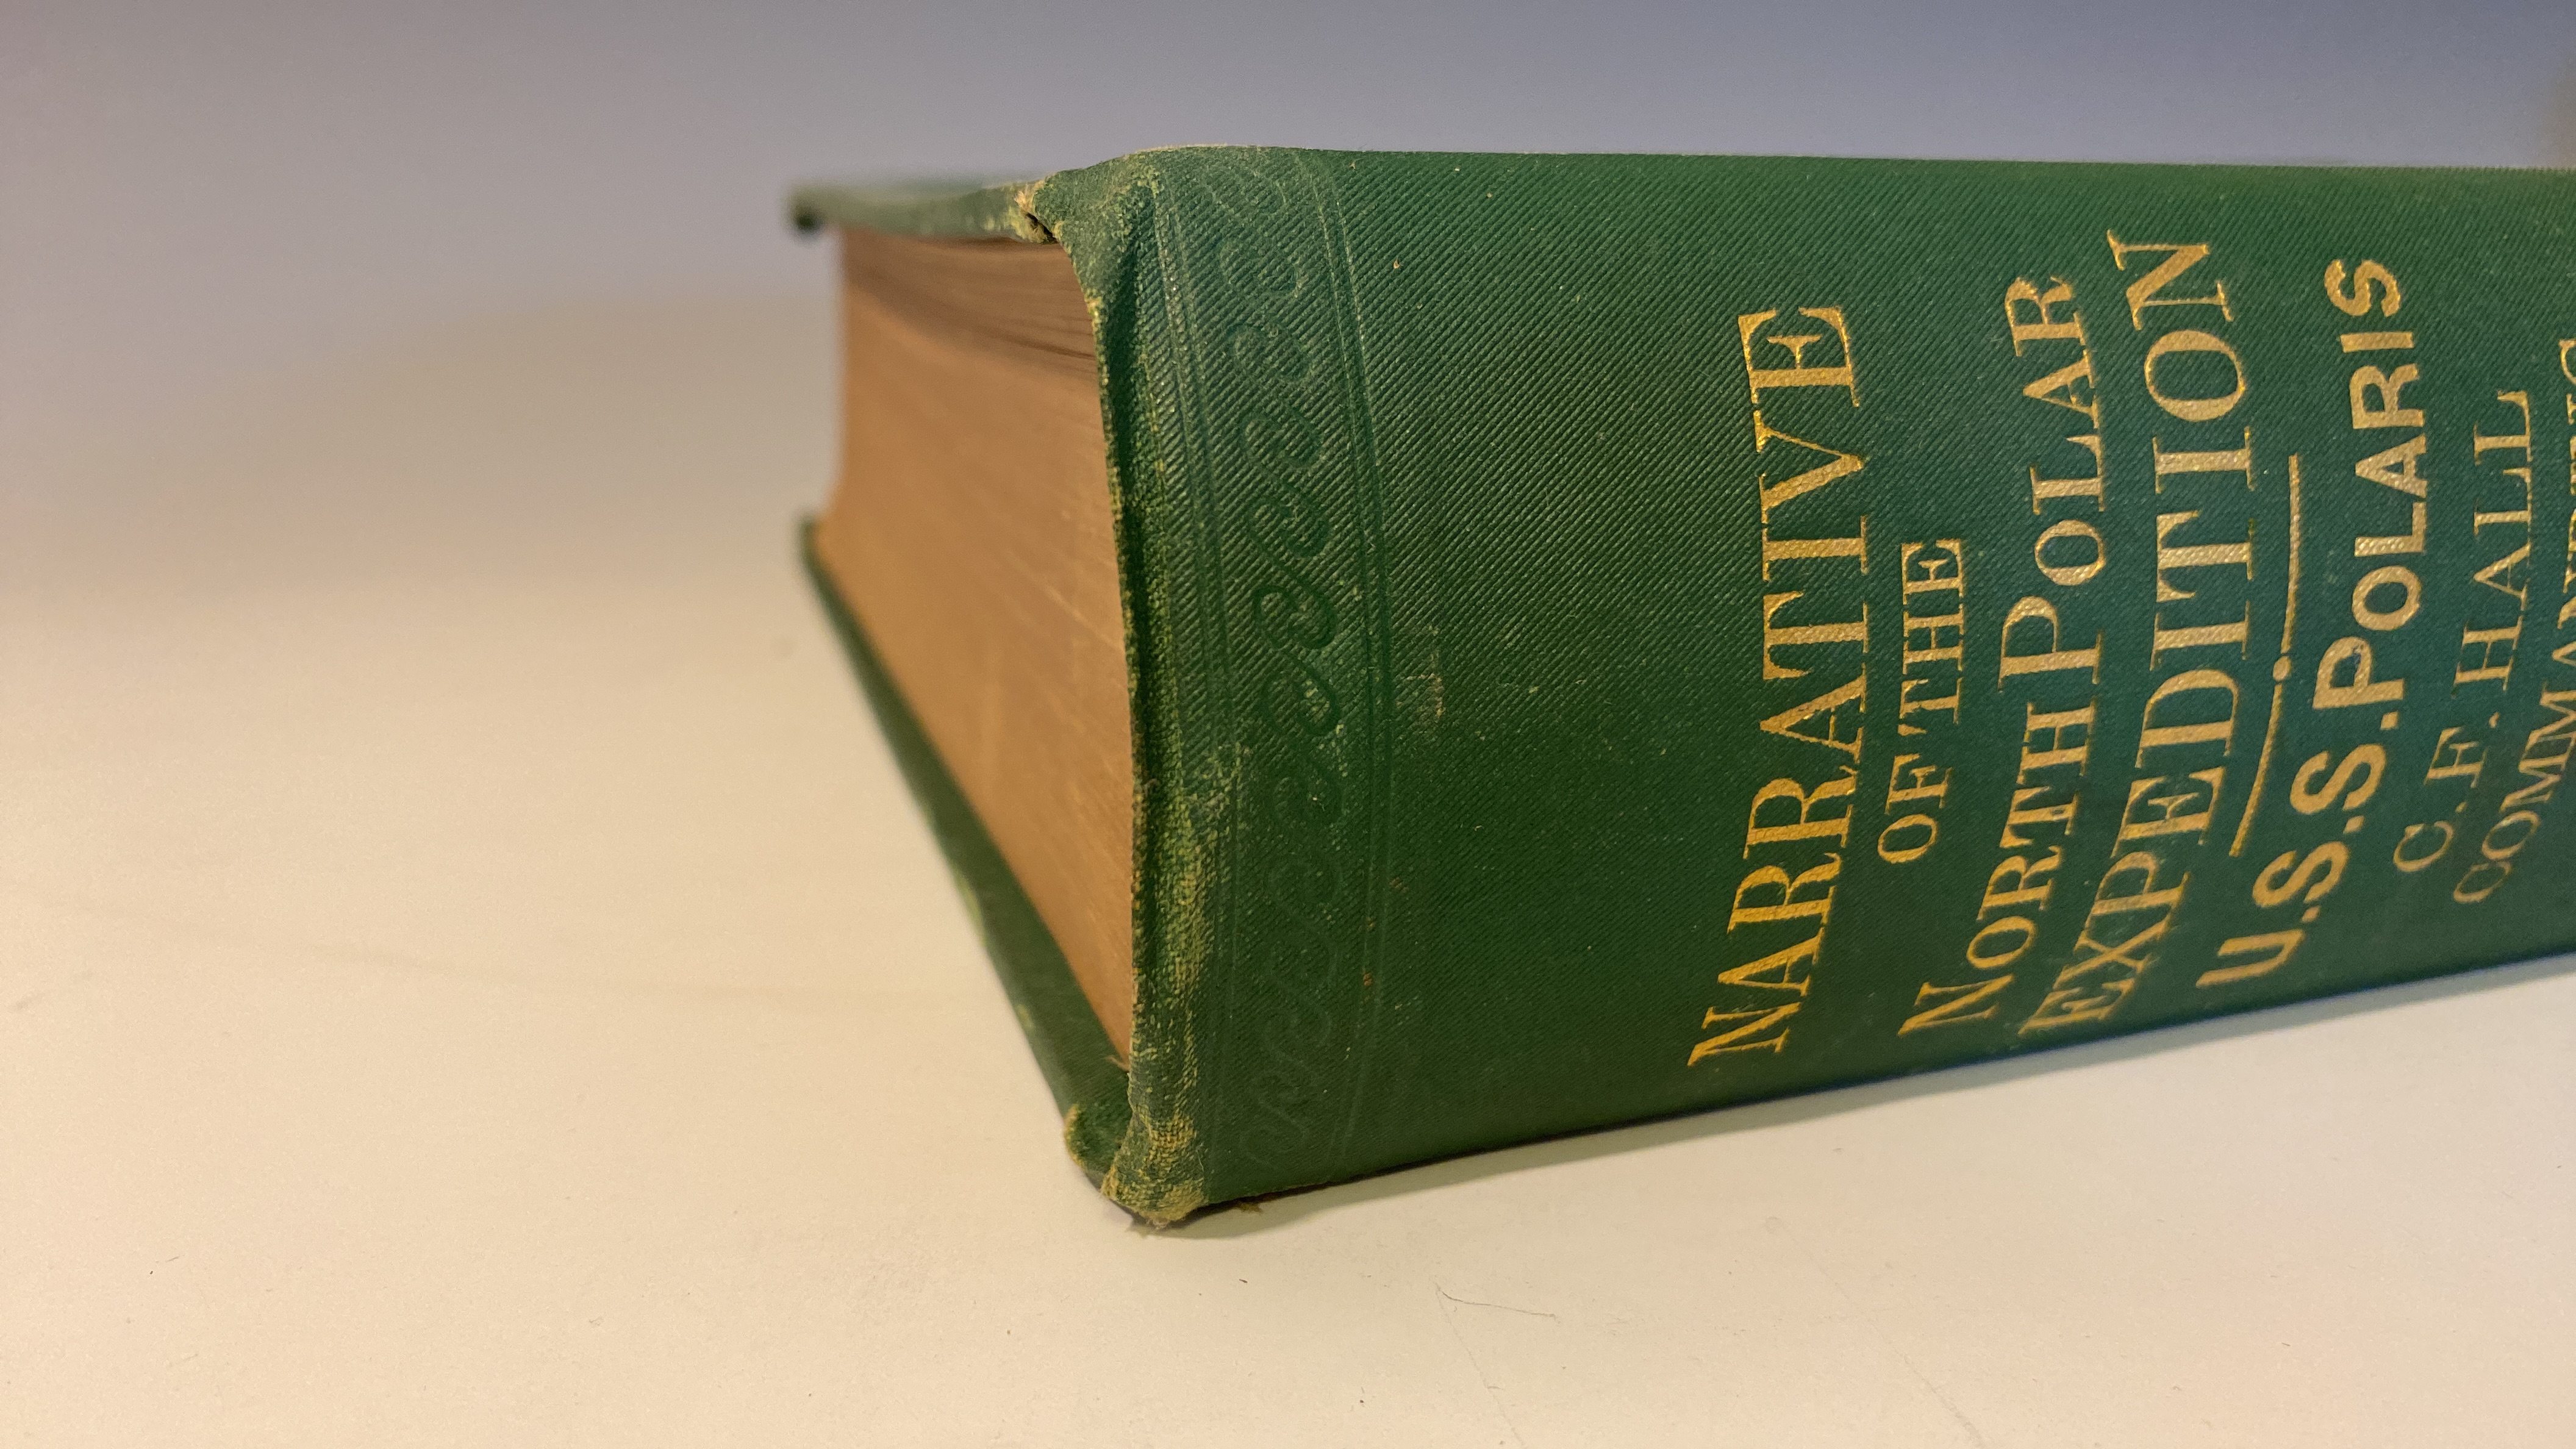 NARRATIVE
OF THE
NORTH POLAR
EXPEDITION
U.S.S. POLARIS
C. F. HALL